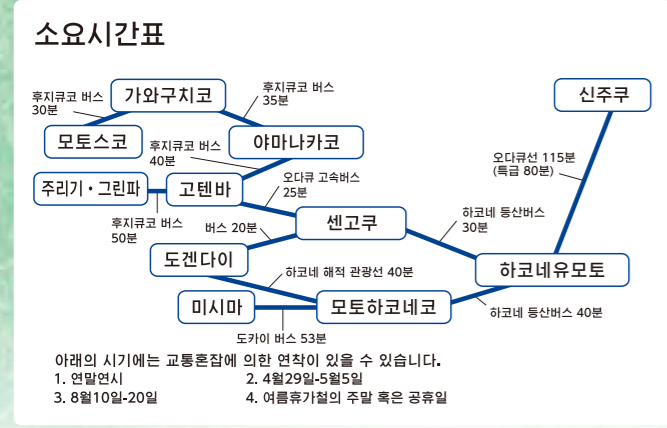 소요시간표
후지큐코 버스
30분
가와구치코
후지큐코 버스
35분
신주쿠
모토스코
후지큐코 버스
40분
야마나카코
오다큐선 115분
(특급 80분)
주리기・그린파
고텐바
오다큐 고속버스
25분
후지큐코 버스
50분
버스 20분
센고쿠
하코네 등산버스
30분
도겐다이
하코네 해적 관광선 40분
하코네유모토
미시마
모토하코네코
하코네 등산버스 40분
도카이 버스 53분
아래의 시기에는 교통혼잡에 의한 연착이 있을 수 있습니다.
1. 연말연시
2. 4월29일-5월5일
3. 8월10일-20일
4. 여름휴가철의 주말 혹은 공휴일